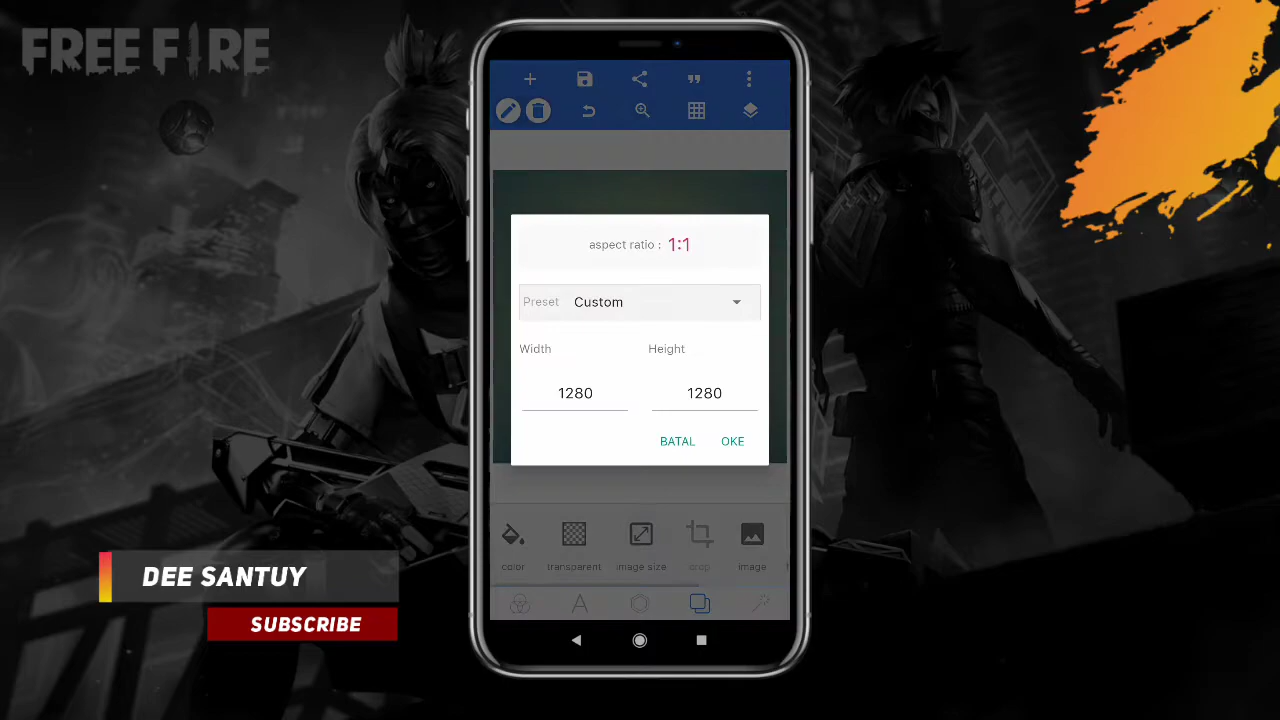 FREE FIRE
aspect ratio : 1:1
Preset Custom
Width Height
1280 1280
BATAL OKE
color transparent image size crop image
DEE SANTUY
SUBSCRIBE